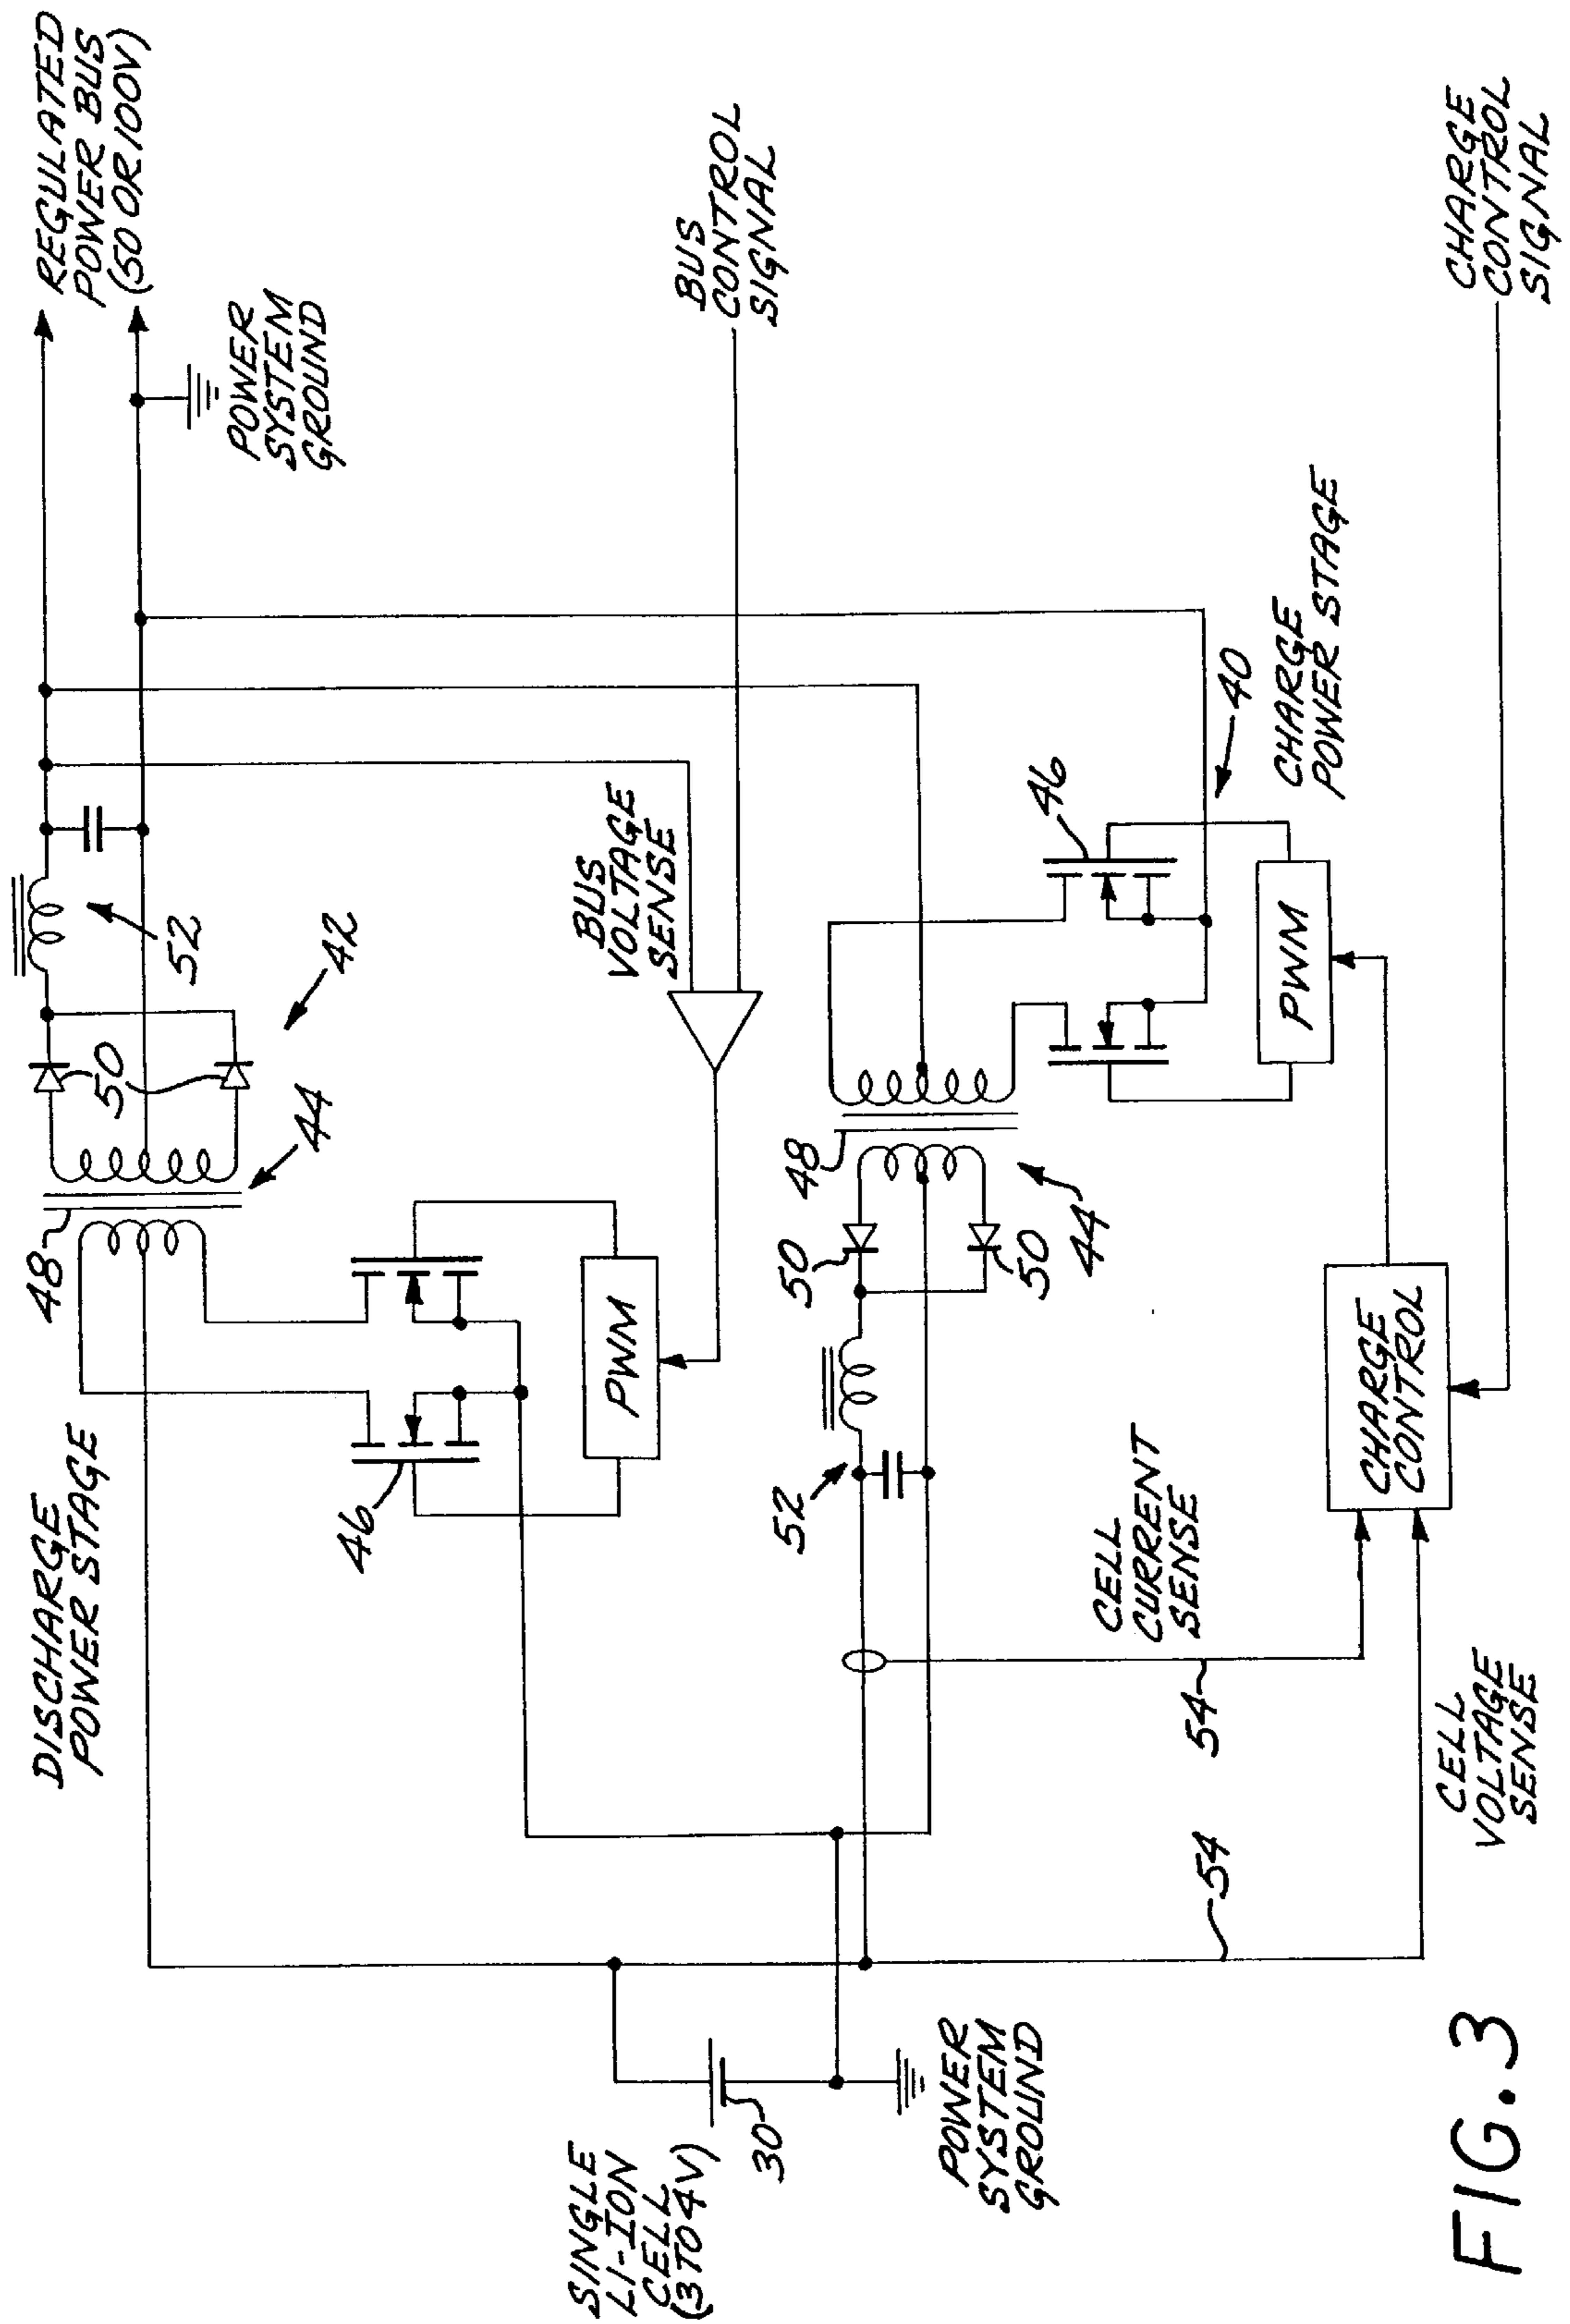 DISCHARGE
POWER STAGE
48
44
50
42
52
REGULATED
POWER BUS
(50 OR 100V)
POWER
SYSTEM
GROUND
46
PWM
BUS
VOLTAGE
SENSE
BUS
CONTROL
SIGNAL
SINGLE
LI-ION
CELL
(3 TO 4V)
30
POWER
SYSTEM
GROUND
52
50
50
48
44
46
40
CHARGE
POWER STAGE
PWM
CELL
CURRENT
SENSE
54
54
CELL
VOLTAGE
SENSE
CHARGE
CONTROL
CHARGE
CONTROL
SIGNAL
FIG. 3